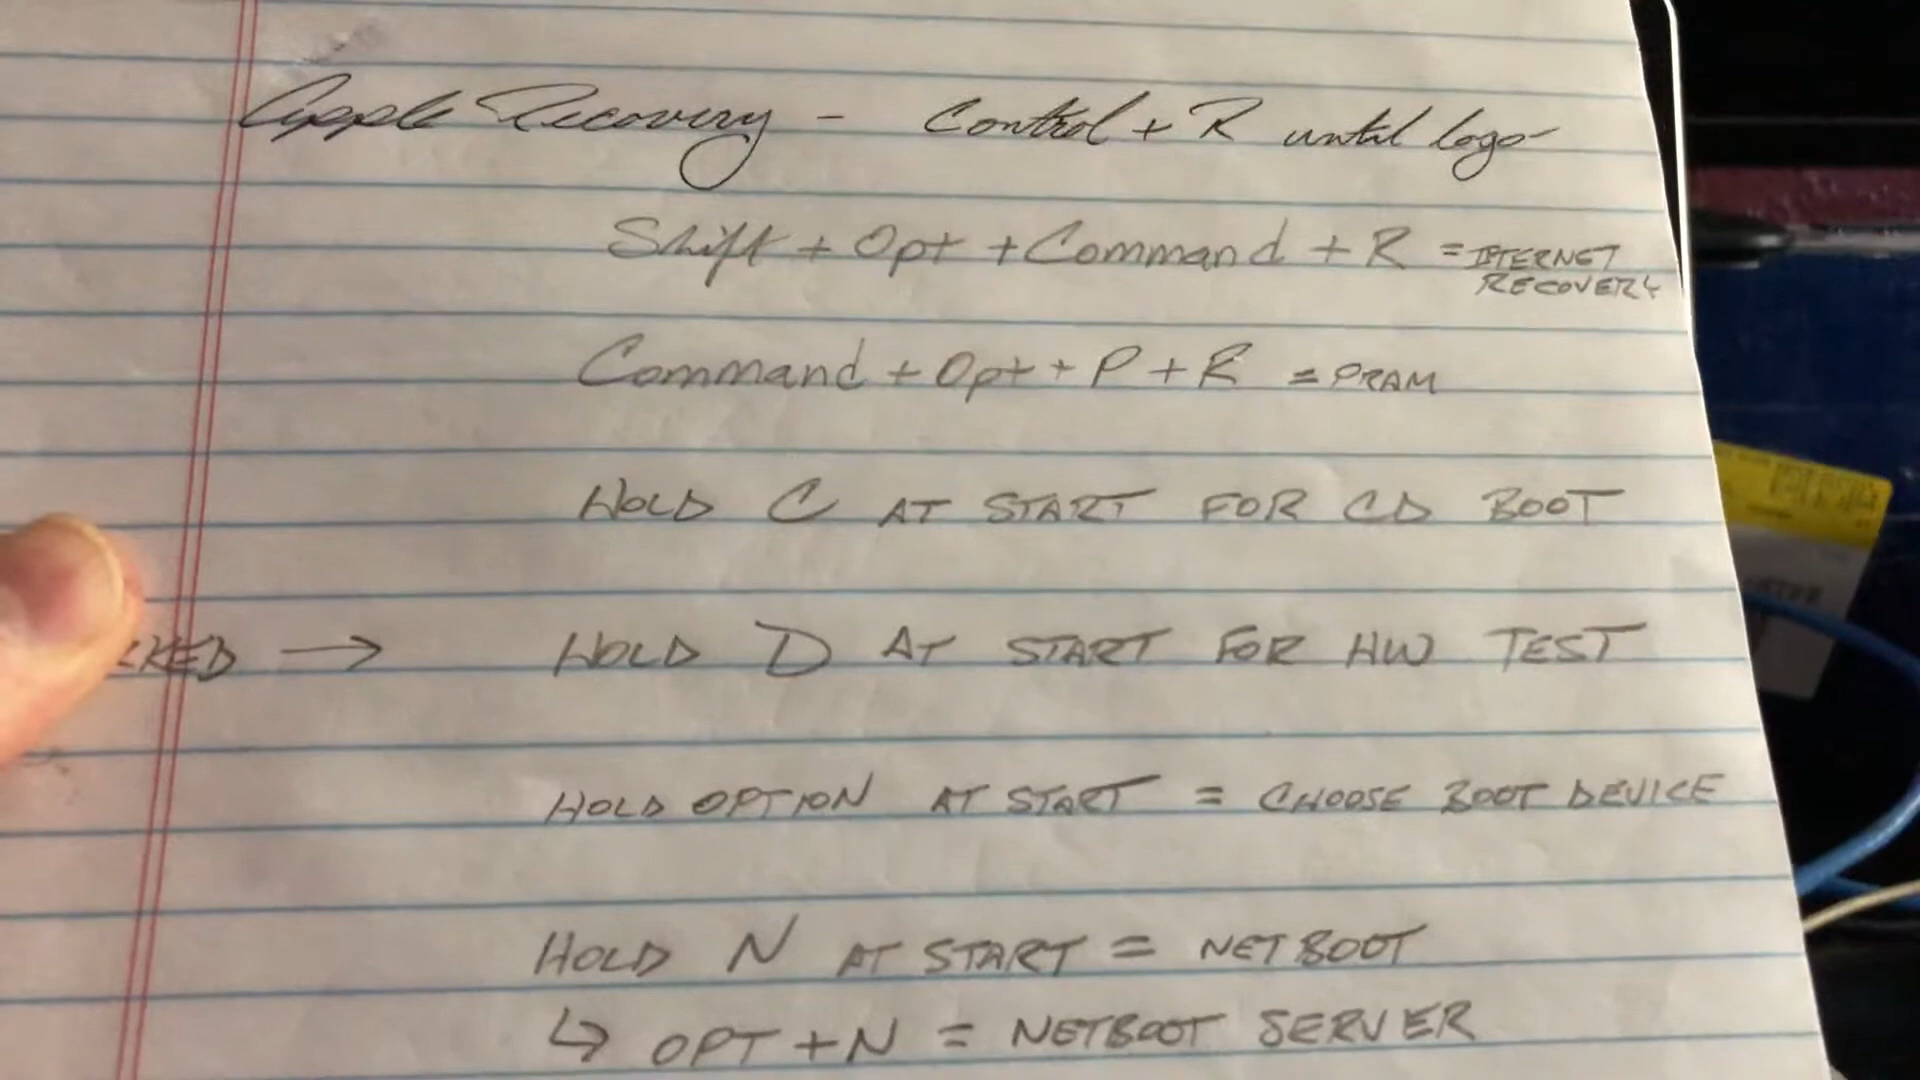 Apple Recovery - Control + R until logo
Shift + Opt + Command + R = INTERNET
RECOVERY
Command + Opt + P + R = PRAM
HOLD C AT START FOR CD BOOT
→ HOLD D AT START FOR HW TEST
HOLD OPTION AT START = CHOOSE BOOT DEVICE
HOLD N AT START = NETBOOT
↳ OPT + N = NETBOOT SERVER